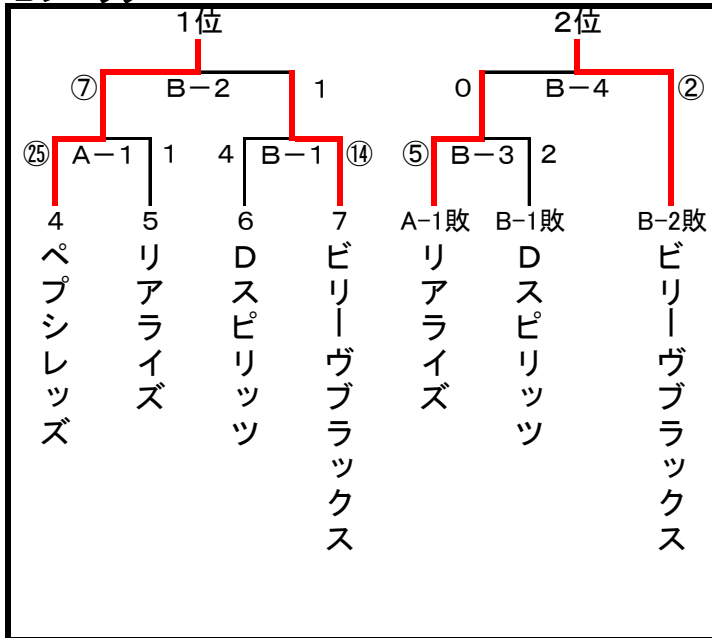 1位 2位
⑦ B-2 1 0 B-4 ②
㉕ A-1 1 4 B-1 ⑭ ⑤ B-3 2
4 5 6 7 A-1敗 B-1敗 B-2敗
ペプシレッズ
リアライズ
Dスピリッツ
ビリーヴブラックス
リアライズ
Dスピリッツ
ビリーヴブラックス